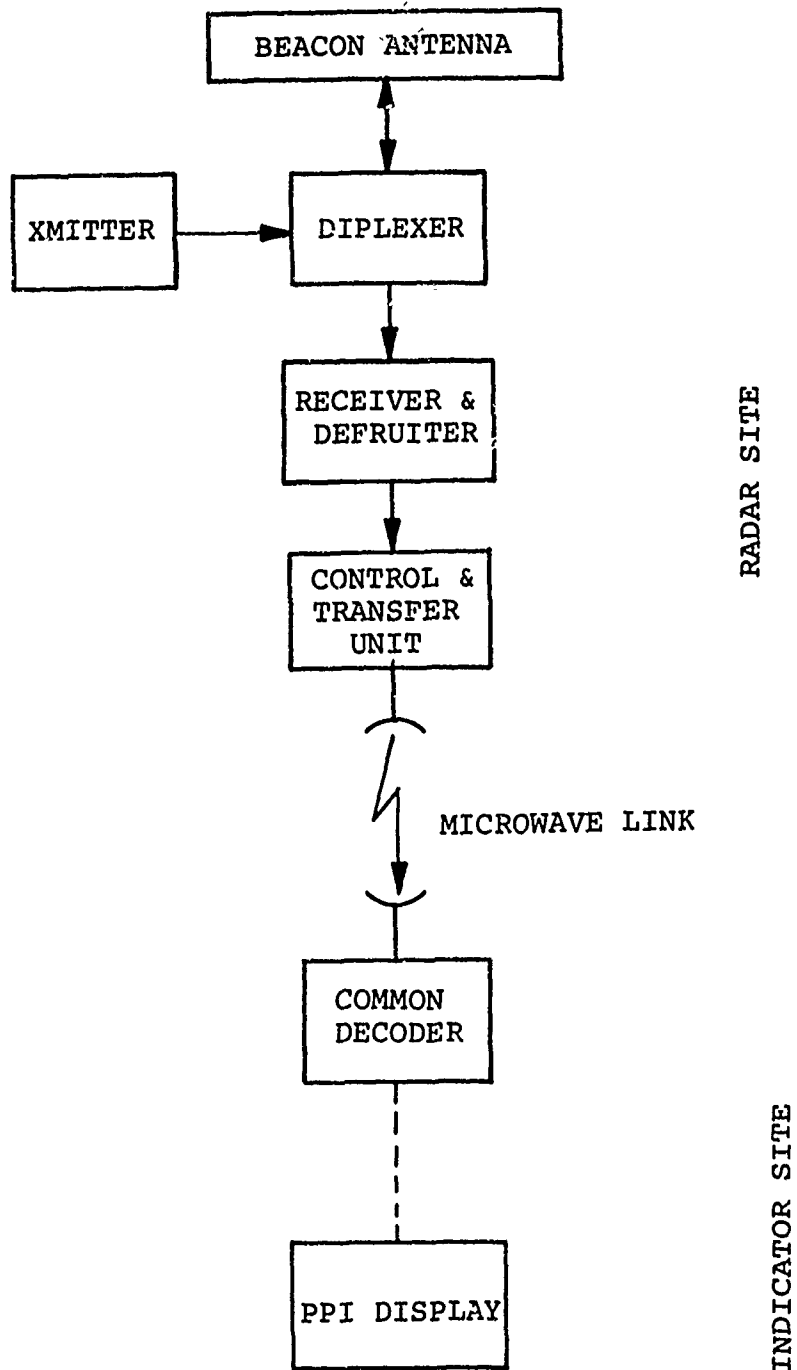 BEACON ANTENNA
XMITTER
DIPLEXER
RECEIVER &
DEFRUITER
RADAR SITE
CONTROL &
TRANSFER
UNIT
MICROWAVE LINK
COMMON
DECODER
INDICATOR SITE
PPI DISPLAY